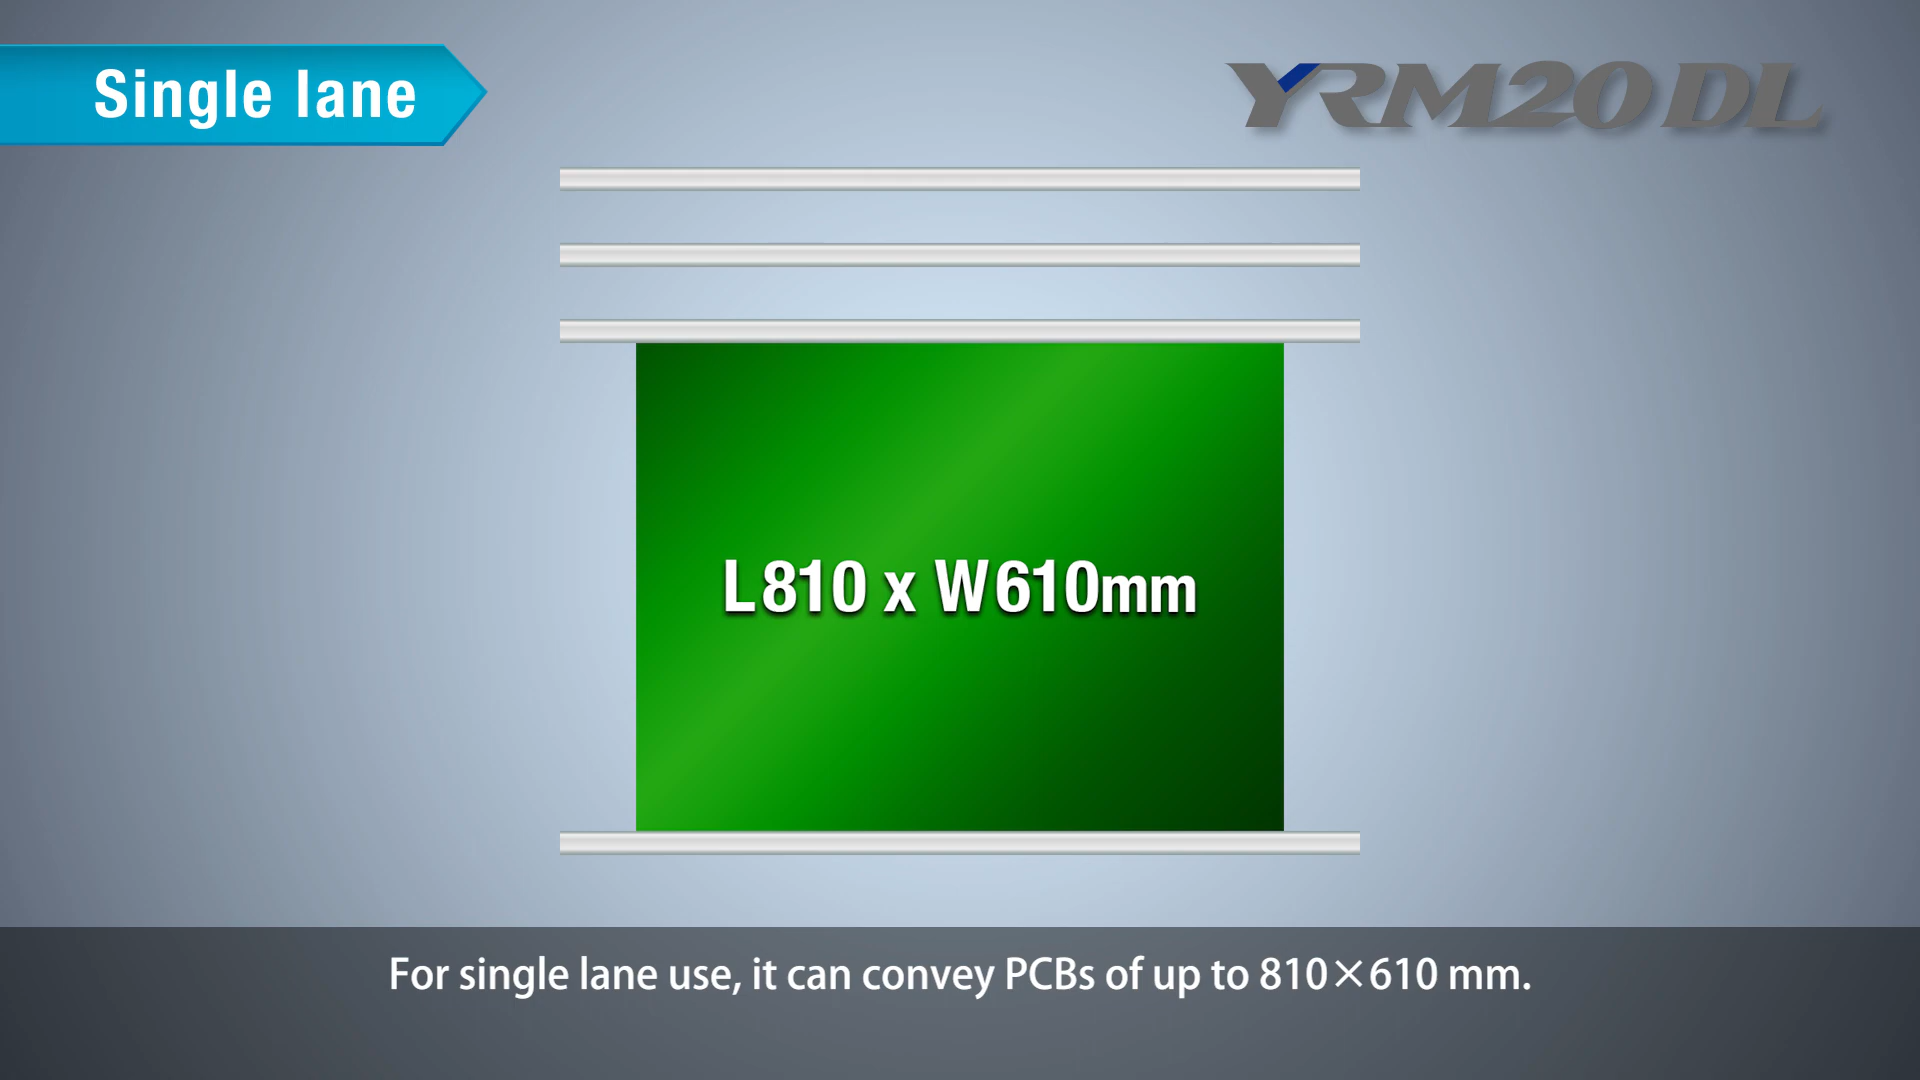 Single lane
YRM20DL
L810 x W610mm
For single lane use, it can convey PCBs of up to 810×610 mm.